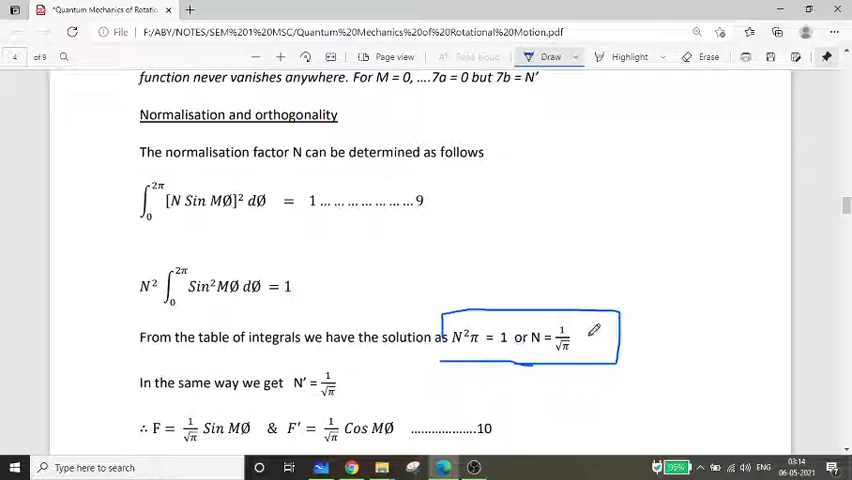 *Quantum Mechanics of Rotatio
File
F:/ABY/NOTES/SEM%201%20MSC/Quantum%20Mechanics%20of%20Rotational%20Motion.pdf
4 of 9
Page view
Draw
Highlight
Erase
function never vanishes anywhere. For M = 0, ....7a = 0 but 7b = N'
Normalisation and orthogonality
The normalisation factor N can be determined as follows
∫₀^2π [N Sin MØ]² dØ = 1 … … … … … … … 9
N² ∫₀^2π Sin²MØ dØ = 1
From the table of integrals we have the solution as N²π = 1 or N = 1/√π
In the same way we get N' = 1/√π
∴ F = 1/√π Sin MØ & F' = 1/√π Cos MØ ....................10
Type here to search
95%
ENG
03:14
06-05-2021